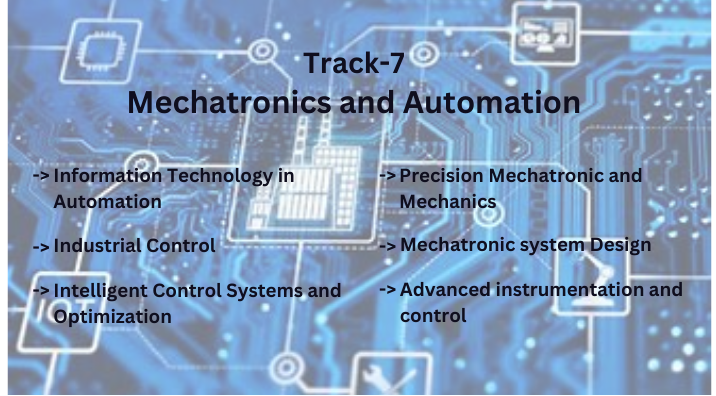 Track-7
Mechatronics and Automation
-> Information Technology in
Automation
-> Industrial Control
-> Intelligent Control Systems and
Optimization
-> Precision Mechatronic and
Mechanics
-> Mechatronic system Design
-> Advanced instrumentation and
control
IOT